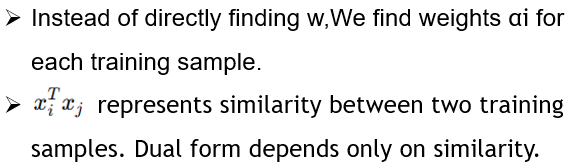 ➤ Instead of directly finding w,We find weights αi for
each training sample.
➤ $x_i^T x_j$ represents similarity between two training
samples. Dual form depends only on similarity.